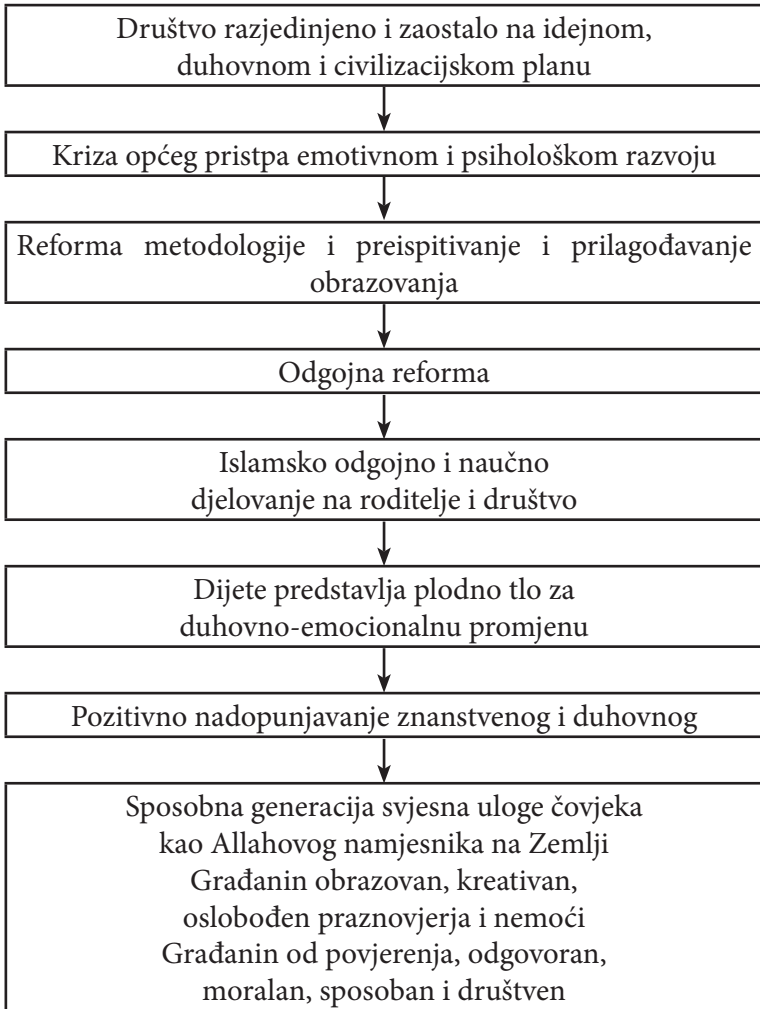 Društvo razjedinjeno i zaostalo na idejnom,
duhovnom i civilizacijskom planu
Kriza općeg pristpa emotivnom i psihološkom razvoju
Reforma metodologije i preispitivanje i prilagođavanje
obrazovanja
Odgojna reforma
Islamsko odgojno i naučno
djelovanje na roditelje i društvo
Dijete predstavlja plodno tlo za
duhovno-emocionalnu promjenu
Pozitivno nadopunjavanje znanstvenog i duhovnog
Sposobna generacija svjesna uloge čovjeka
kao Allahovog namjesnika na Zemlji
Građanin obrazovan, kreativan,
oslobođen praznovjerja i nemoći
Građanin od povjerenja, odgovoran,
moralan, sposoban i društven